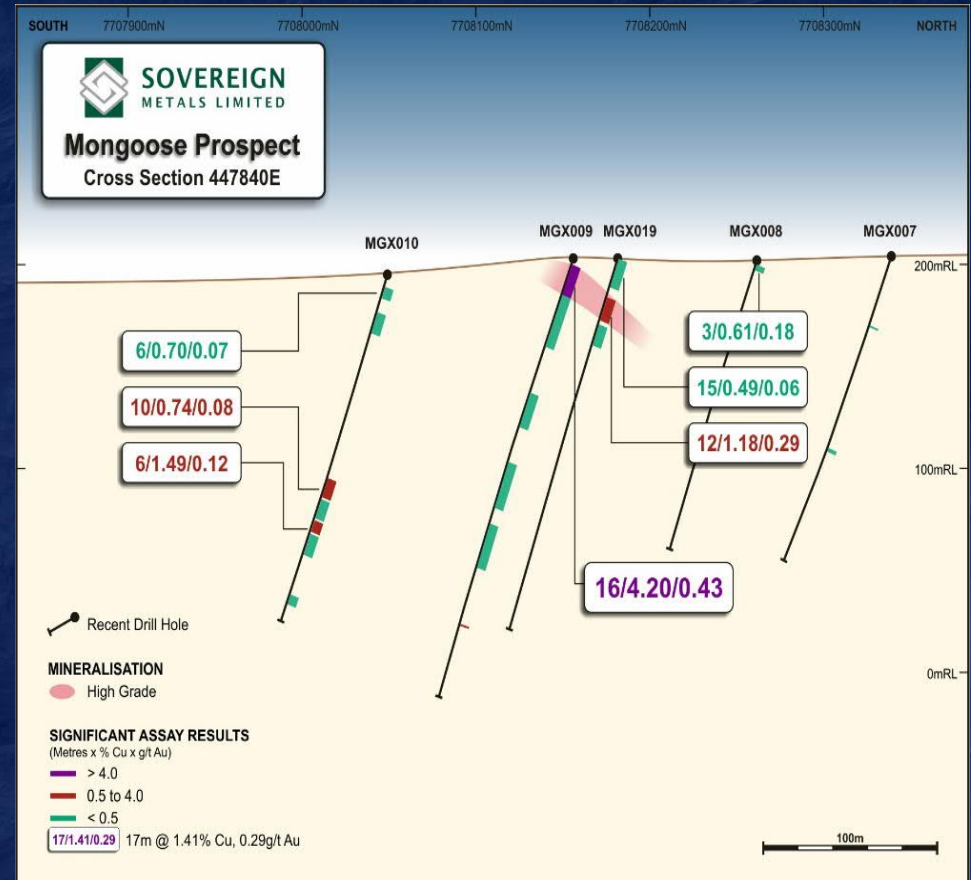 SOUTH 7707900mN 7708000mN 7708100mN 7708200mN 7708300mN NORTH
SOVEREIGN
METALS LIMITED
Mongoose Prospect
Cross Section 447840E
MGX010 MGX009 MGX019 MGX008 MGX007
200mRL
6/0.70/0.07
10/0.74/0.08
6/1.49/0.12
3/0.61/0.18
15/0.49/0.06
12/1.18/0.29
100mRL
16/4.20/0.43
0mRL
Recent Drill Hole
MINERALISATION
High Grade
SIGNIFICANT ASSAY RESULTS
(Metres x % Cu x g/t Au)
> 4.0
0.5 to 4.0
< 0.5
17/1.41/0.29 17m @ 1.41% Cu, 0.29g/t Au
100m